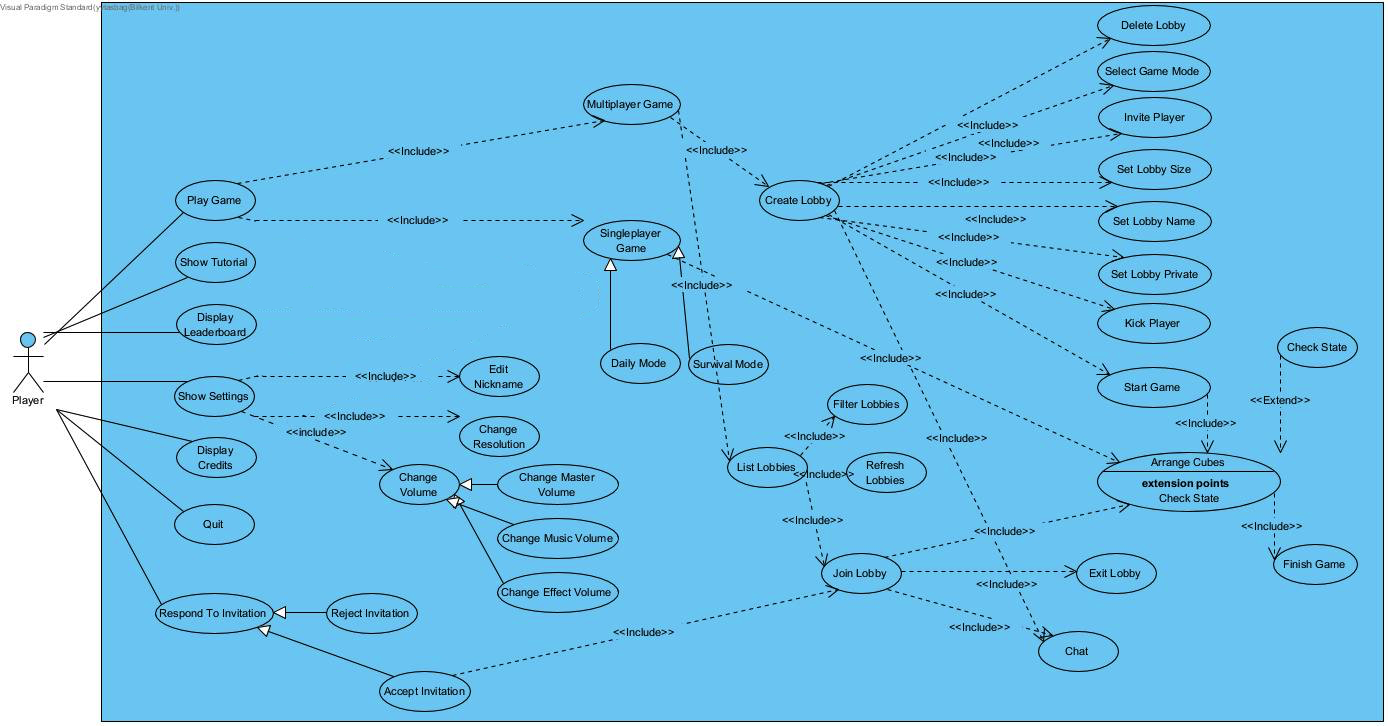 Visual Paradigm Standard(
(Bilkent Univ.))
Delete Lobby
Select Game Mode
Multiplayer Game
Invite Player
<<Include>>
<<Include>>
<<Include>>
<<Include>>
<<Include>>
Set Lobby Size
<<Include>>
Play Game
Create Lobby
<<Include>>
<<Include>>
Set Lobby Name
Singleplayer
Game
<<Include>>
Show Tutorial
<<Include>>
Set Lobby Private
<<Include>>
<<Include>>
Display
Leaderboard
Kick Player
Check State
Daily Mode
Survival Mode
<<Include>>
Edit
Nickname
<<Include>>
Start Game
Player
Show Settings
<<Include>>
Filter Lobbies
<<Extend>>
<<include>>
Change
Resolution
<<Include>>
<<Include>>
<<Include>>
Display
Credits
List Lobbies
<<Include>>
Refresh
Lobbies
Arrange Cubes
extension points
Check State
Change
Volume
Change Master
Volume
Quit
Change Music Volume
<<Include>>
<<Include>>
<<Include>>
Finish Game
Join Lobby
Exit Lobby
<<Include>>
Change Effect Volume
Respond To Invitation
Reject Invitation
<<Include>>
<<Include>>
Chat
Accept Invitation